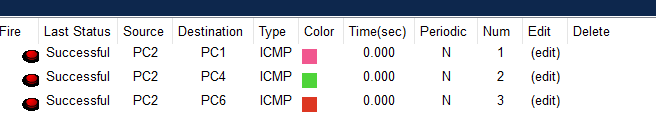 Fire Last Status Source Destination Type Color Time(sec) Periodic Num Edit Delete
Successful PC2 PC1 ICMP 0.000 N 1 (edit)
Successful PC2 PC4 ICMP 0.000 N 2 (edit)
Successful PC2 PC6 ICMP 0.000 N 3 (edit)